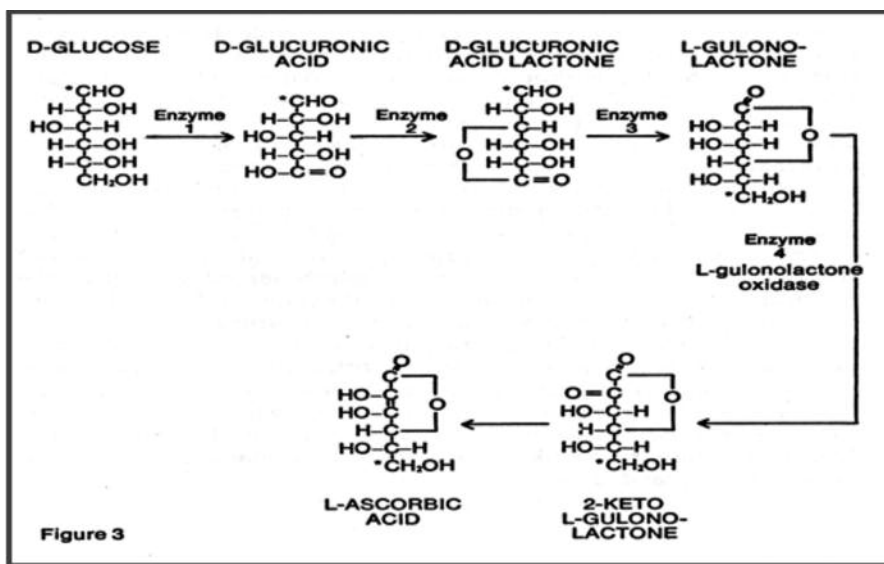 D-GLUCOSE
*CHO
H-C-OH
HO-C-H
H-C-OH
H-C-OH
CH₂OH
Enzyme
1
D-GLUCURONIC
ACID
*CHO
H-C-OH
HO-C-H
H-C-OH
HO-C=O
Enzyme
2
D-GLUCURONIC
ACID LACTONE
*CHO
H-C-OH
C-H
O
H-C-OH
H-C-OH
C=O
Enzyme
3
L-GULONO-
LACTONE
O
C
HO-C-H
HO-C-H
O
H-C
HO-C-H
*CH₂OH
Enzyme
4
L-gulonolactone
oxidase
O
C
O=C
HO-C-H
O
H-C
HO-C-H
*CH₂OH
2-KETO
L-GULONO-
LACTONE
O
C
HO-C
HO-C
O
H-C
HO-C-H
*CH₂OH
L-ASCORBIC
ACID
Figure 3